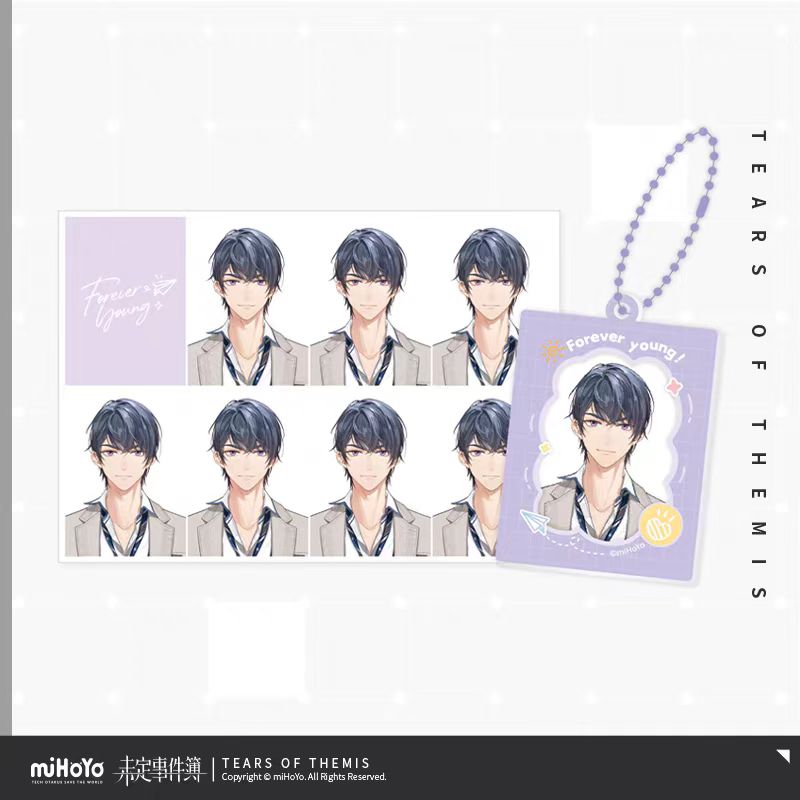 TEARS OF THEMIS
Forever
Young
Forever young!
©miHoYo
miHoYo
TECH OTAKUS SAVE THE WORLD
未定事件簿
TEARS OF THEMIS
Copyright © miHoYo. All Rights Reserved.